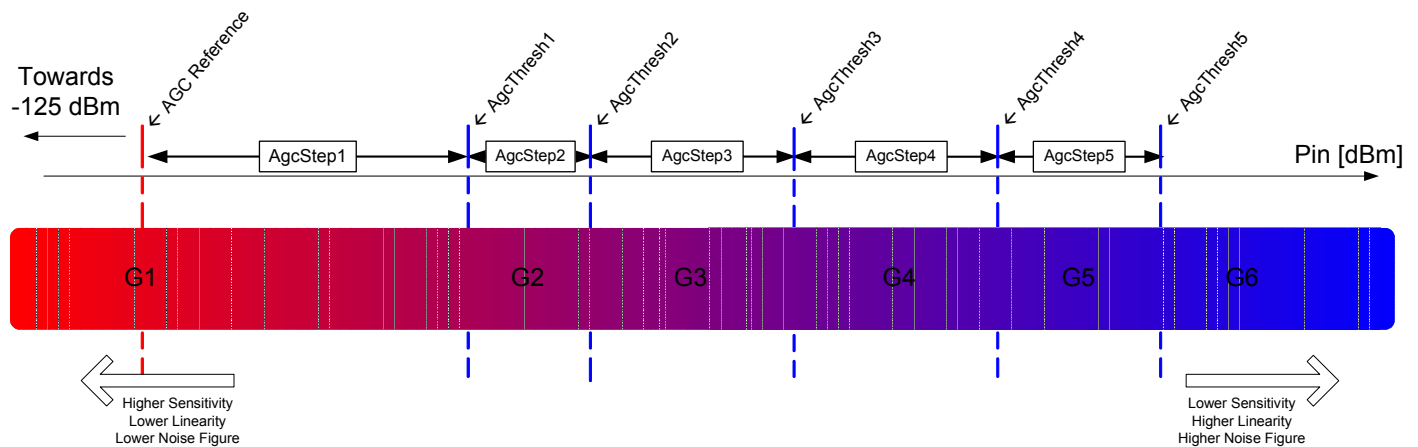 Towards
-125 dBm
← AGC Reference
← AgcThresh1
← AgcThresh2
← AgcThresh3
← AgcThresh4
← AgcThresh5
AgcStep1
AgcStep2
AgcStep3
AgcStep4
AgcStep5
Pin [dBm]
G1
G2
G3
G4
G5
G6
Higher Sensitivity
Lower Linearity
Lower Noise Figure
Lower Sensitivity
Higher Linearity
Higher Noise Figure